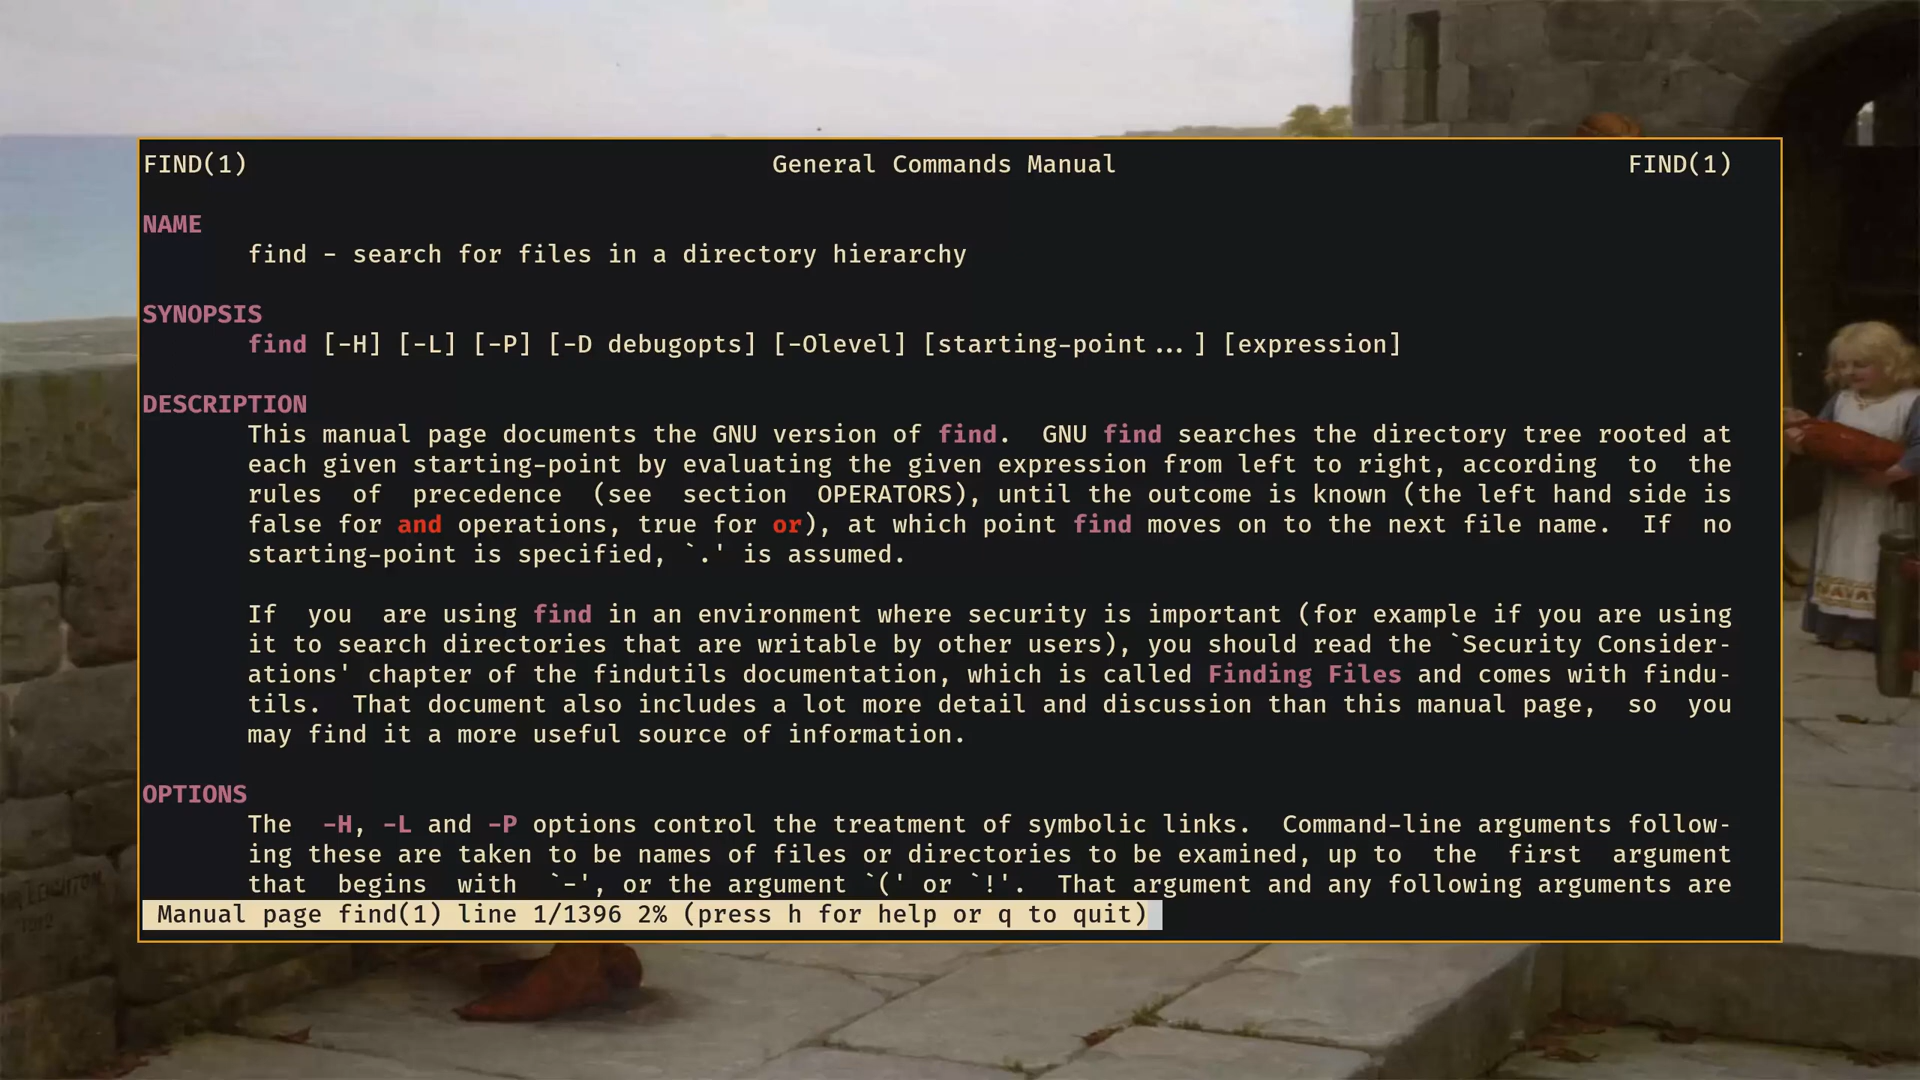 FIND(1) General Commands Manual FIND(1)
NAME
find - search for files in a directory hierarchy
SYNOPSIS
find [-H] [-L] [-P] [-D debugopts] [-Olevel] [starting-point...] [expression]
DESCRIPTION
This manual page documents the GNU version of find. GNU find searches the directory tree rooted at
each given starting-point by evaluating the given expression from left to right, according to the
rules of precedence (see section OPERATORS), until the outcome is known (the left hand side is
false for and operations, true for or), at which point find moves on to the next file name. If no
starting-point is specified, `.' is assumed.
If you are using find in an environment where security is important (for example if you are using
it to search directories that are writable by other users), you should read the `Security Consider-
ations' chapter of the findutils documentation, which is called Finding Files and comes with findu-
tils. That document also includes a lot more detail and discussion than this manual page, so you
may find it a more useful source of information.
OPTIONS
The -H, -L and -P options control the treatment of symbolic links. Command-line arguments follow-
ing these are taken to be names of files or directories to be examined, up to the first argument
that begins with `-', or the argument `(' or `!'. That argument and any following arguments are
Manual page find(1) line 1/1396 2% (press h for help or q to quit)
LEIGHTON